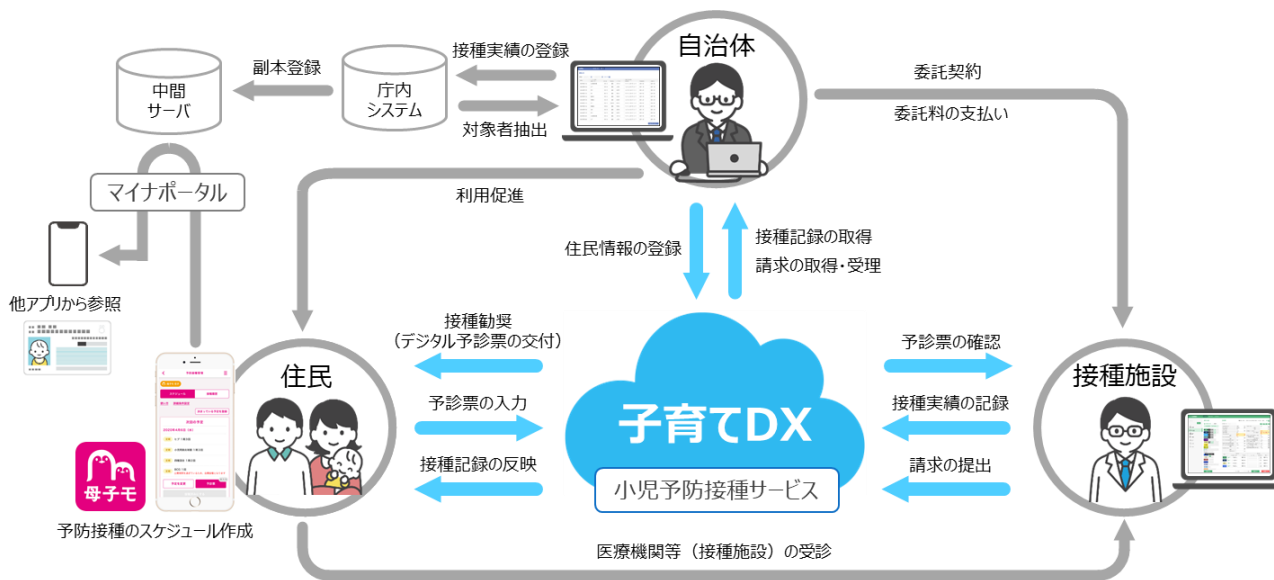 自治体
接種実績の登録
副本登録
中間
サーバ
庁内
システム
対象者抽出
委託契約
委託料の支払い
マイナポータル
利用促進
住民情報の登録
接種記録の取得
請求の取得・受理
他アプリから参照
接種勧奨
(デジタル予診票の交付)
予診票の確認
住民
接種施設
予診票の入力
子育てDX
接種実績の記録
接種記録の反映
小児予防接種サービス
請求の提出
母子モ
予防接種のスケジュール作成
医療機関等（接種施設）の受診